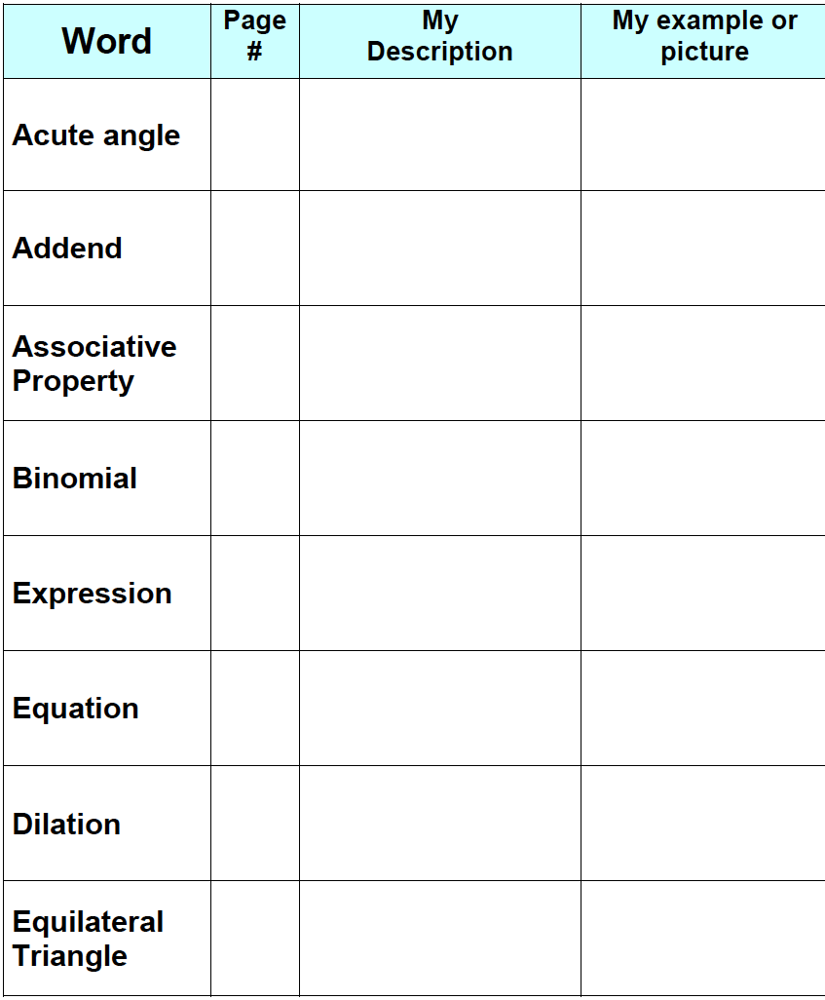 Word
Page
#
My
Description
My example or
picture
Acute angle
Addend
Associative
Property
Binomial
Expression
Equation
Dilation
Equilateral
Triangle